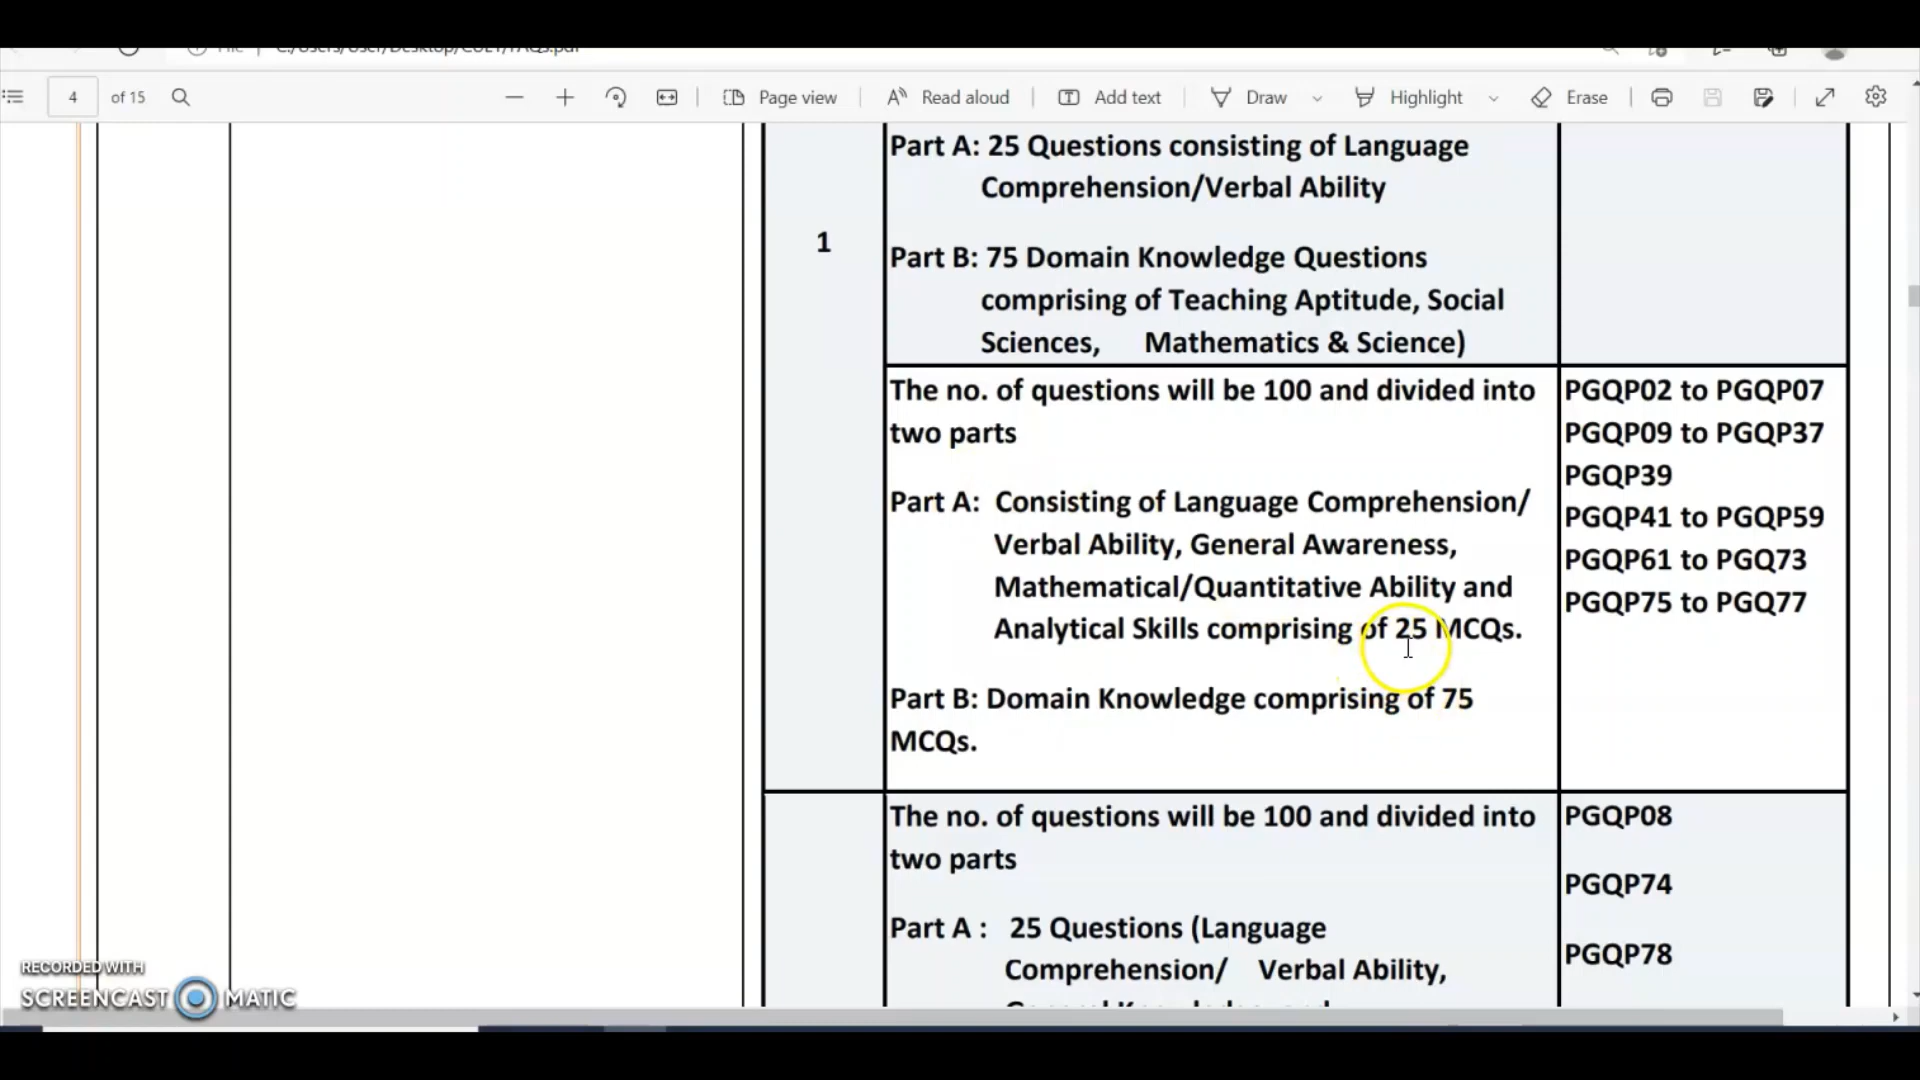 C:/Users/User/Desktop/CUET/FAQs.pdf
4 of 15
Page view
Read aloud
Add text
Draw
Highlight
Erase
Part A: 25 Questions consisting of Language
Comprehension/Verbal Ability
1
Part B: 75 Domain Knowledge Questions
comprising of Teaching Aptitude, Social
Sciences, Mathematics & Science)
The no. of questions will be 100 and divided into
two parts
Part A: Consisting of Language Comprehension/
Verbal Ability, General Awareness,
Mathematical/Quantitative Ability and
Analytical Skills comprising of 25 MCQs.
Part B: Domain Knowledge comprising of 75
MCQs.
PGQP02 to PGQP07
PGQP09 to PGQP37
PGQP39
PGQP41 to PGQP59
PGQP61 to PGQ73
PGQP75 to PGQ77
The no. of questions will be 100 and divided into
two parts
Part A : 25 Questions (Language
Comprehension/ Verbal Ability,
PGQP08
PGQP74
PGQP78
RECORDED WITH
SCREENCAST MATIC